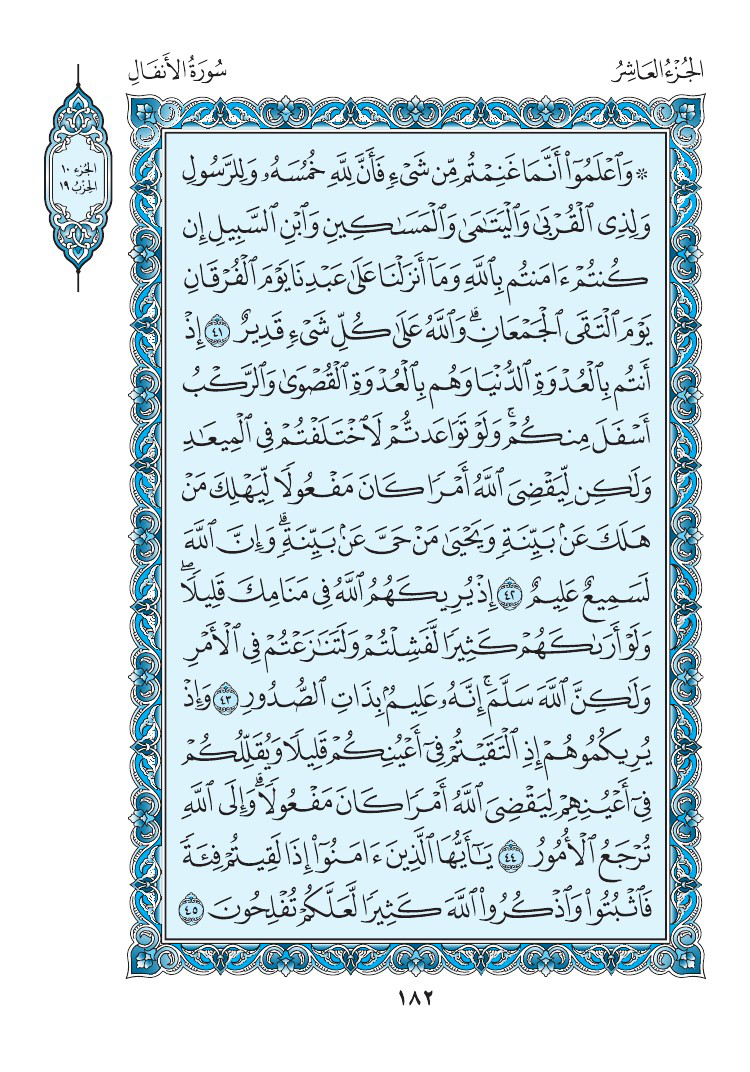 الجُزْءُ العَاشِرُ
سُورَةُ الأَنفَالِ
الجزء ١٠
الحزب ١٩
۞ وَٱعۡلَمُوٓاْ أَنَّمَا غَنِمۡتُم مِّن شَيۡءٖ فَأَنَّ لِلَّهِ خُمُسَهُۥ وَلِلرَّسُولِ
وَلِذِي ٱلۡقُرۡبَىٰ وَٱلۡيَتَٰمَىٰ وَٱلۡمَسَٰكِينِ وَٱبۡنِ ٱلسَّبِيلِ إِن
كُنتُمۡ ءَامَنتُم بِٱللَّهِ وَمَآ أَنزَلۡنَا عَلَىٰ عَبۡدِنَا يَوۡمَ ٱلۡفُرۡقَانِ
يَوۡمَ ٱلۡتَقَى ٱلۡجَمۡعَانِۗ وَٱللَّهُ عَلَىٰ كُلِّ شَيۡءٖ قَدِيرٌ ٤١ إِذۡ
أَنتُم بِٱلۡعُدۡوَةِ ٱلدُّنۡيَا وَهُم بِٱلۡعُدۡوَةِ ٱلۡقُصۡوَىٰ وَٱلرَّكۡبُ
أَسۡفَلَ مِنكُمۡۚ وَلَوۡ تَوَاعَدتُّمۡ لَٱخۡتَلَفۡتُمۡ فِي ٱلۡمِيعَٰدِ
وَلَٰكِن لِّيَقۡضِيَ ٱللَّهُ أَمۡرٗا كَانَ مَفۡعُولٗا لِّيَهۡلِكَ مَنۡ
هَلَكَ عَنۢ بَيِّنَةٖ وَيَحۡيَىٰ مَنۡ حَيَّ عَنۢ بَيِّنَةٖۗ وَإِنَّ ٱللَّهَ
لَسَمِيعٌ عَلِيمٌ ٤٢ إِذۡ يُرِيكَهُمُ ٱللَّهُ فِي مَنَامِكَ قَلِيلٗاۖ
وَلَوۡ أَرَىٰكَهُمۡ كَثِيرٗا لَّفَشِلۡتُمۡ وَلَتَنَٰزَعۡتُمۡ فِي ٱلۡأَمۡرِ
وَلَٰكِنَّ ٱللَّهَ سَلَّمَۚ إِنَّهُۥ عَلِيمُۢ بِذَاتِ ٱلصُّدُورِ ٤٣ وَإِذۡ
يُرِيكُمُوهُمۡ إِذِ ٱلۡتَقَيۡتُمۡ فِيٓ أَعۡيُنِكُمۡ قَلِيلٗا وَيُقَلِّلُكُمۡ
فِيٓ أَعۡيُنِهِمۡ لِيَقۡضِيَ ٱللَّهُ أَمۡرٗا كَانَ مَفۡعُولٗاۗ وَإِلَى ٱللَّهِ
تُرۡجَعُ ٱلۡأُمُورُ ٤٤ يَٰٓأَيُّهَا ٱلَّذِينَ ءَامَنُوٓاْ إِذَا لَقِيتُمۡ فِئَةٗ
فَٱثۡبُتُواْ وَٱذۡكُرُواْ ٱللَّهَ كَثِيرٗا لَّعَلَّكُمۡ تُفۡلِحُونَ ٤٥
١٨٢